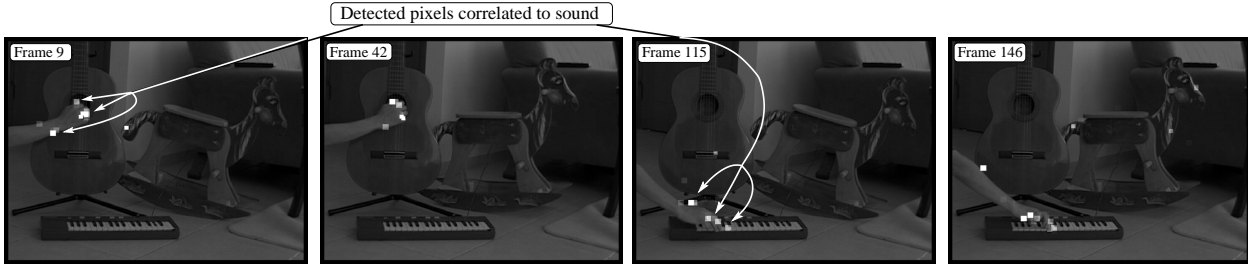 Detected pixels correlated to sound
Frame 9
Frame 42
Frame 115
Frame 146